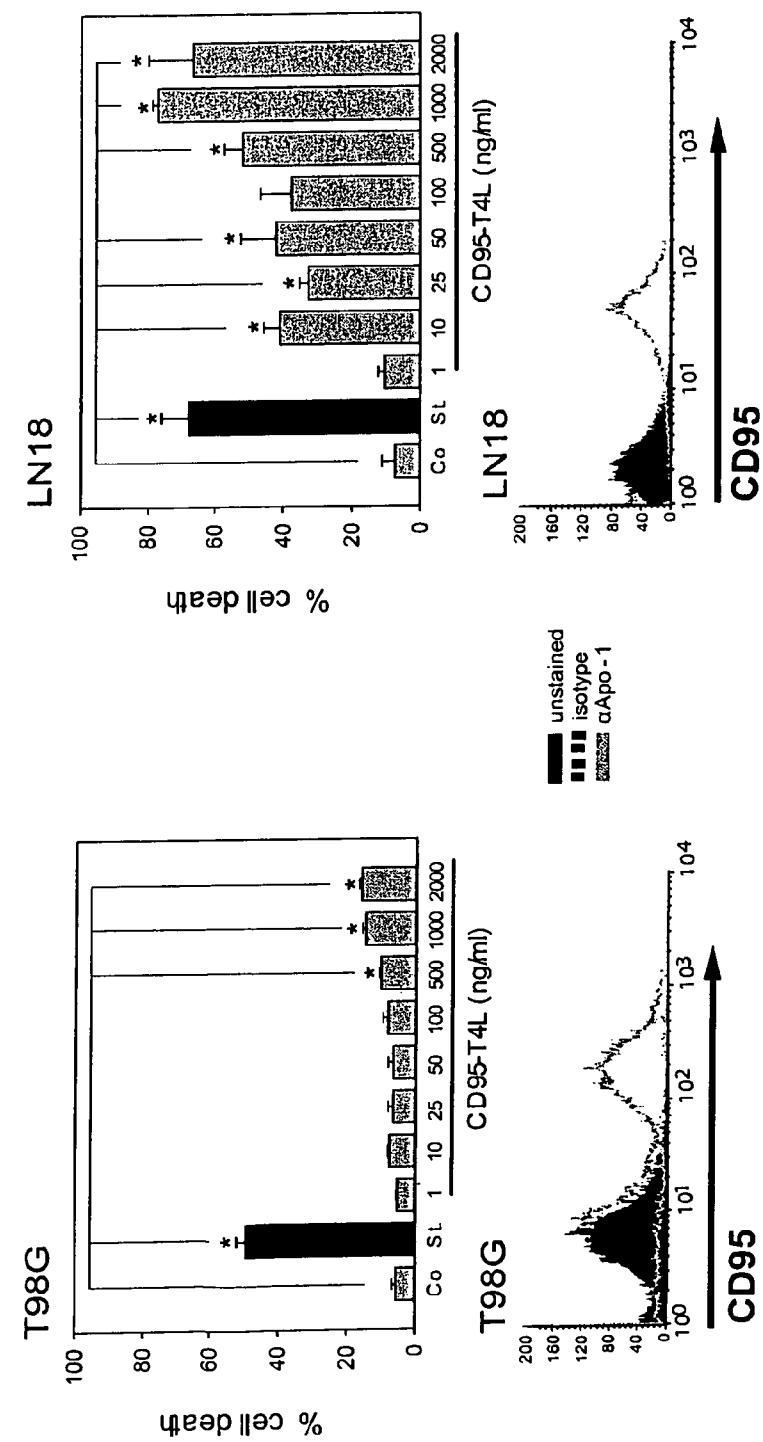 T98G
% cell death
100
80
60
40
20
0
* * * *
Co St. 1 10 25 50 100 500 1000 2000
CD95-T4L (ng/ml)
T98G
200
160
120
80
40
0
10⁰ 10¹ 10² 10³ 10⁴
CD95
unstained
isotype
αApo-1
LN18
% cell death
100
80
60
40
20
0
* * * * * * *
Co St. 1 10 25 50 100 500 1000 2000
CD95-T4L (ng/ml)
LN18
200
160
120
80
40
0
10⁰ 10¹ 10² 10³ 10⁴
CD95